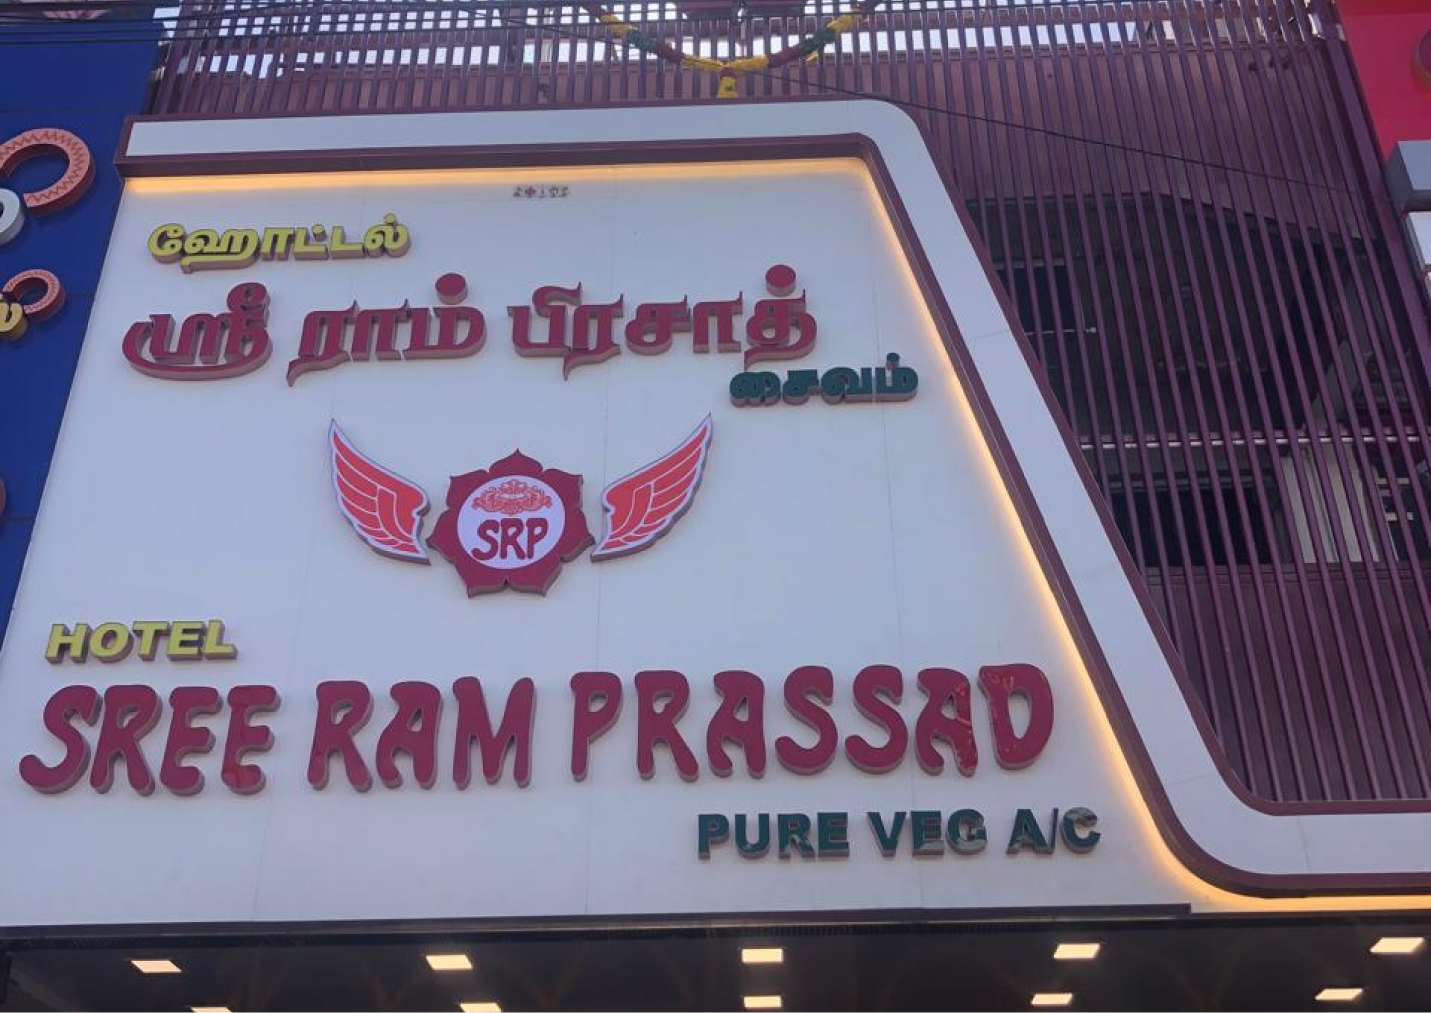 ஹோட்டல்
ஸ்ரீ ராம் பிரசாத்
சைவம்
SRP
HOTEL
SREE RAM PRASSAD
PURE VEG A/C